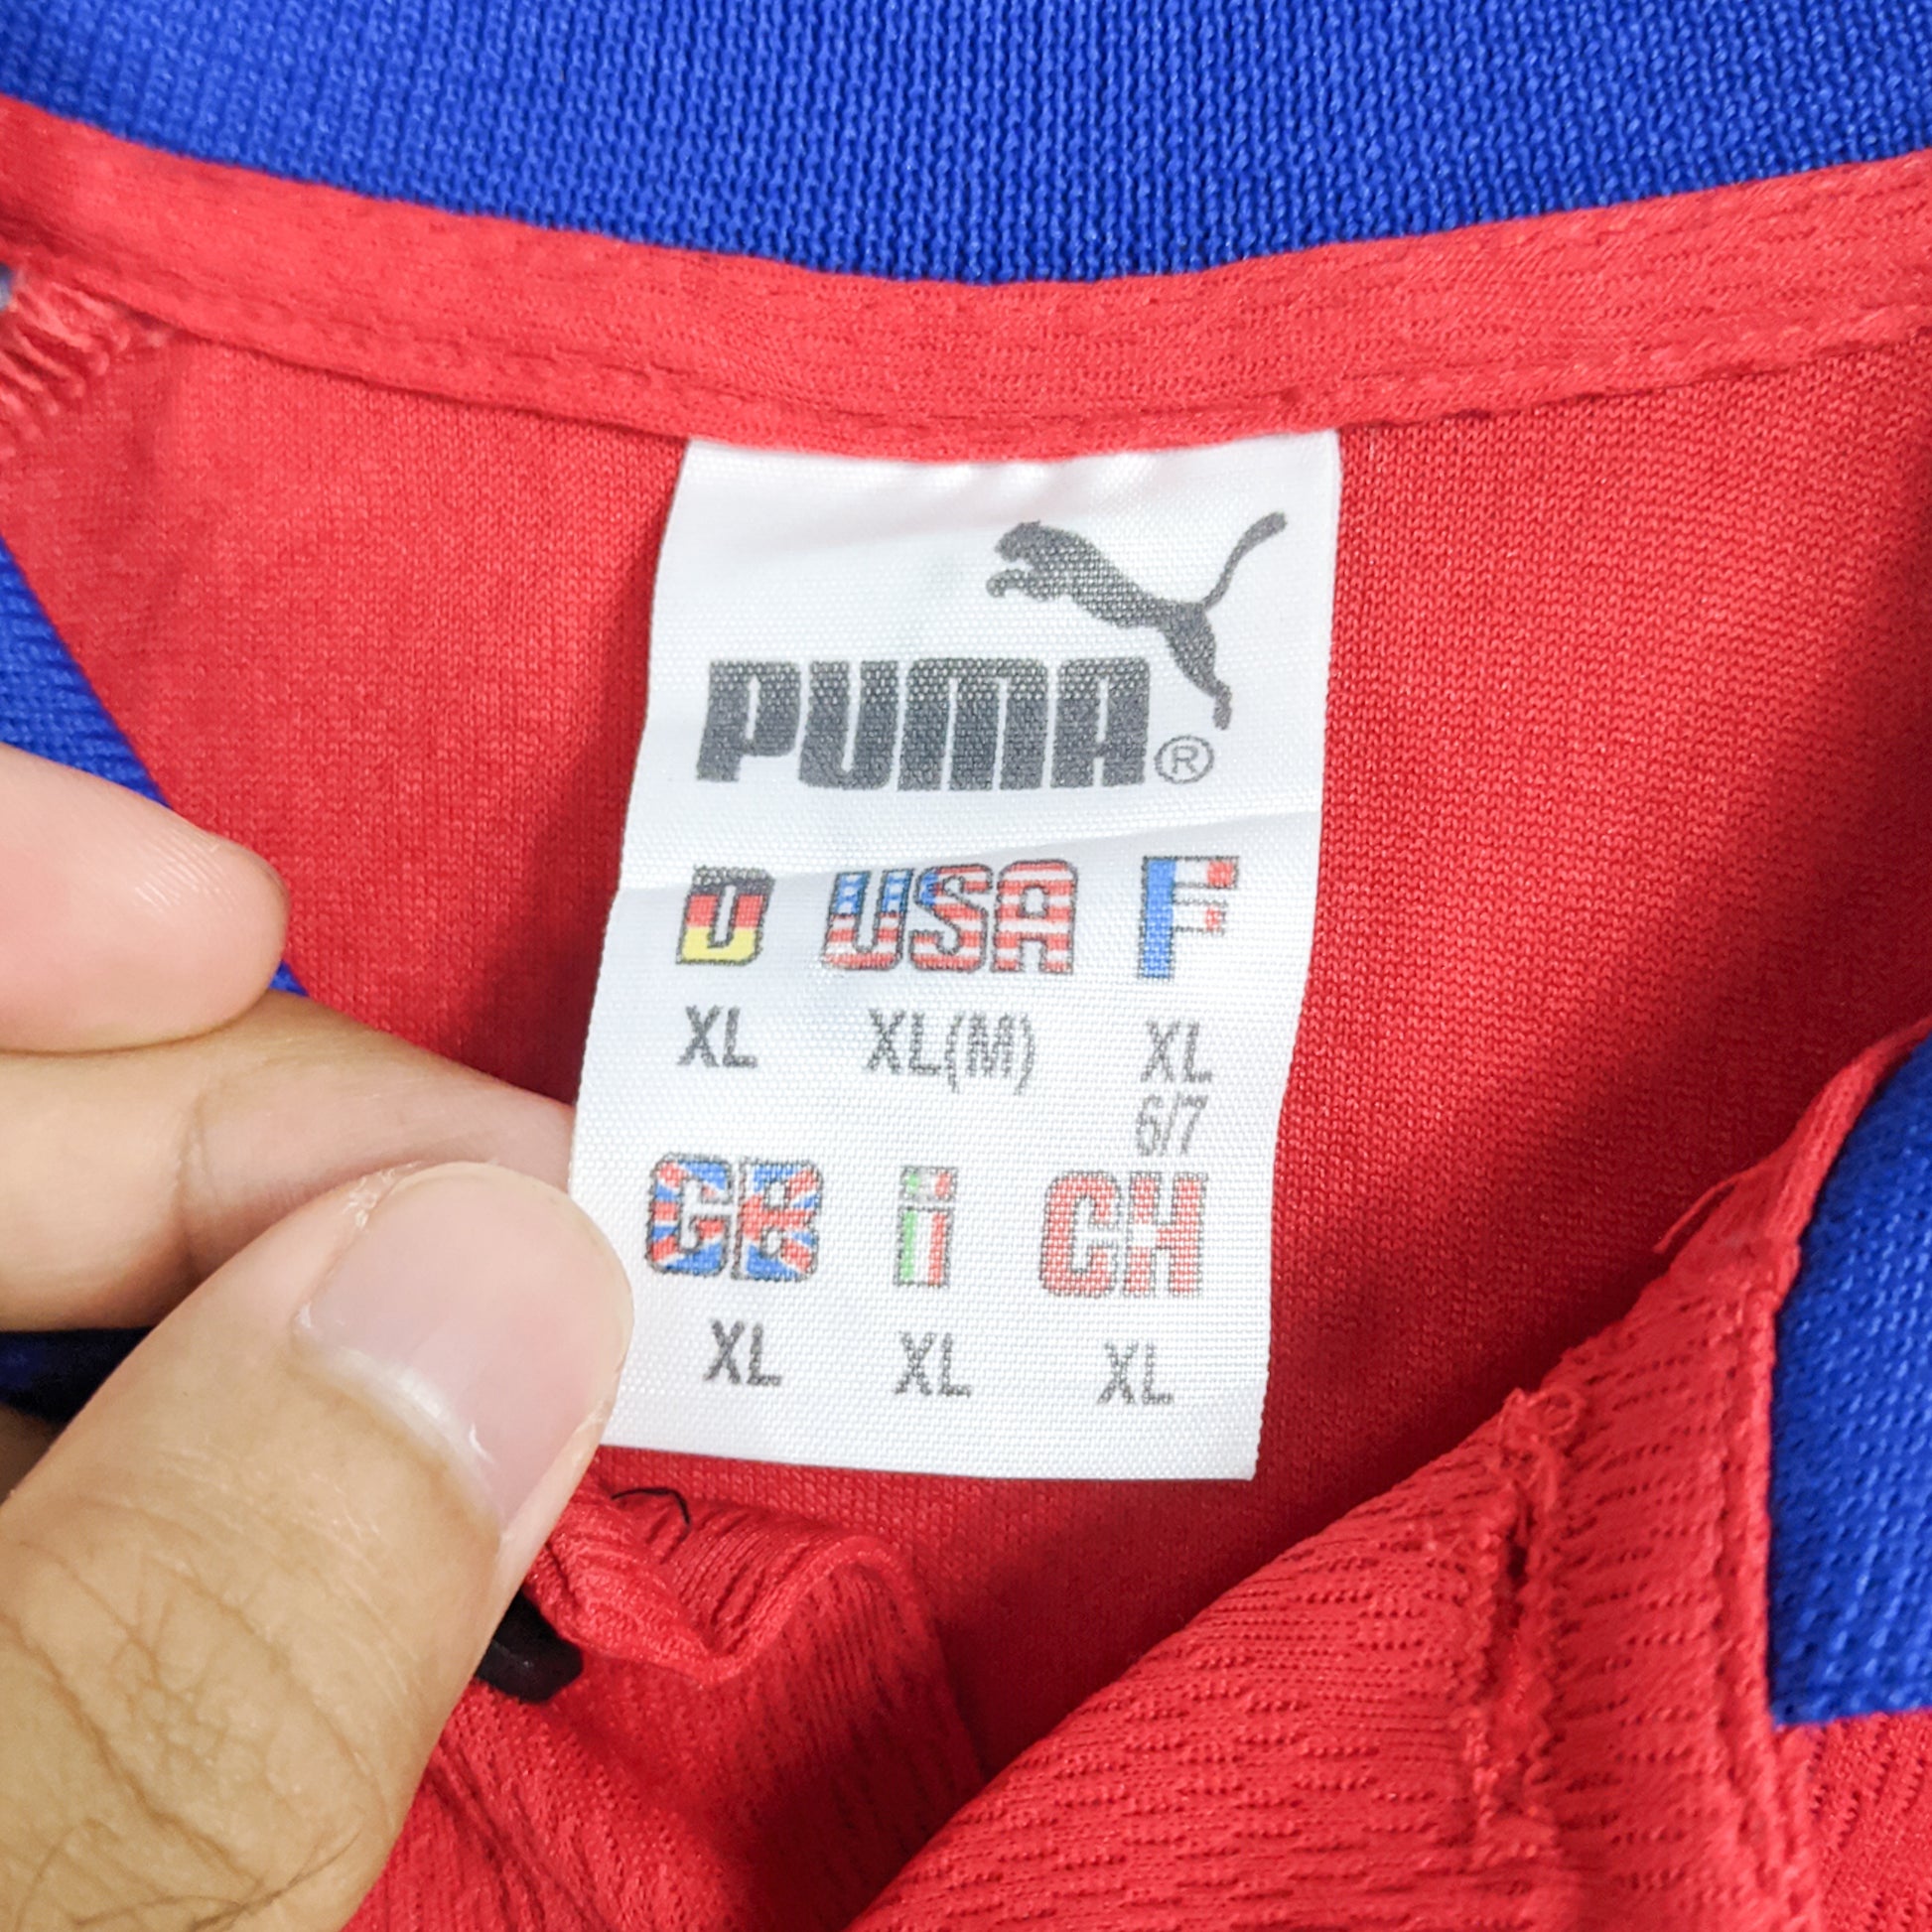 PUMA®
D USA F
XL XL(M) XL
6/7
GB i CH
XL XL XL